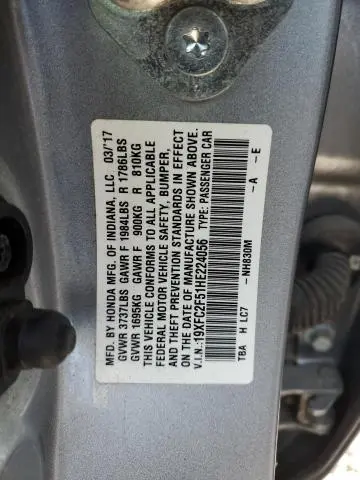 MFD. BY HONDA MFG. OF INDIANA, LLC 03/17
GVWR 3737LBS GAWR F 1984LBS R 1786LBS
GVWR 1695KG GAWR F 900KG R 810KG
THIS VEHICLE CONFORMS TO ALL APPLICABLE
FEDERAL MOTOR VEHICLE SAFETY, BUMPER,
AND THEFT PREVENTION STANDARDS IN EFFECT
ON THE DATE OF MANUFACTURE SHOWN ABOVE.
V.I.N.:19XFC2F51HE224056 TYPE: PASSENGER CAR
TBA H LC7 -NH830M -A -E